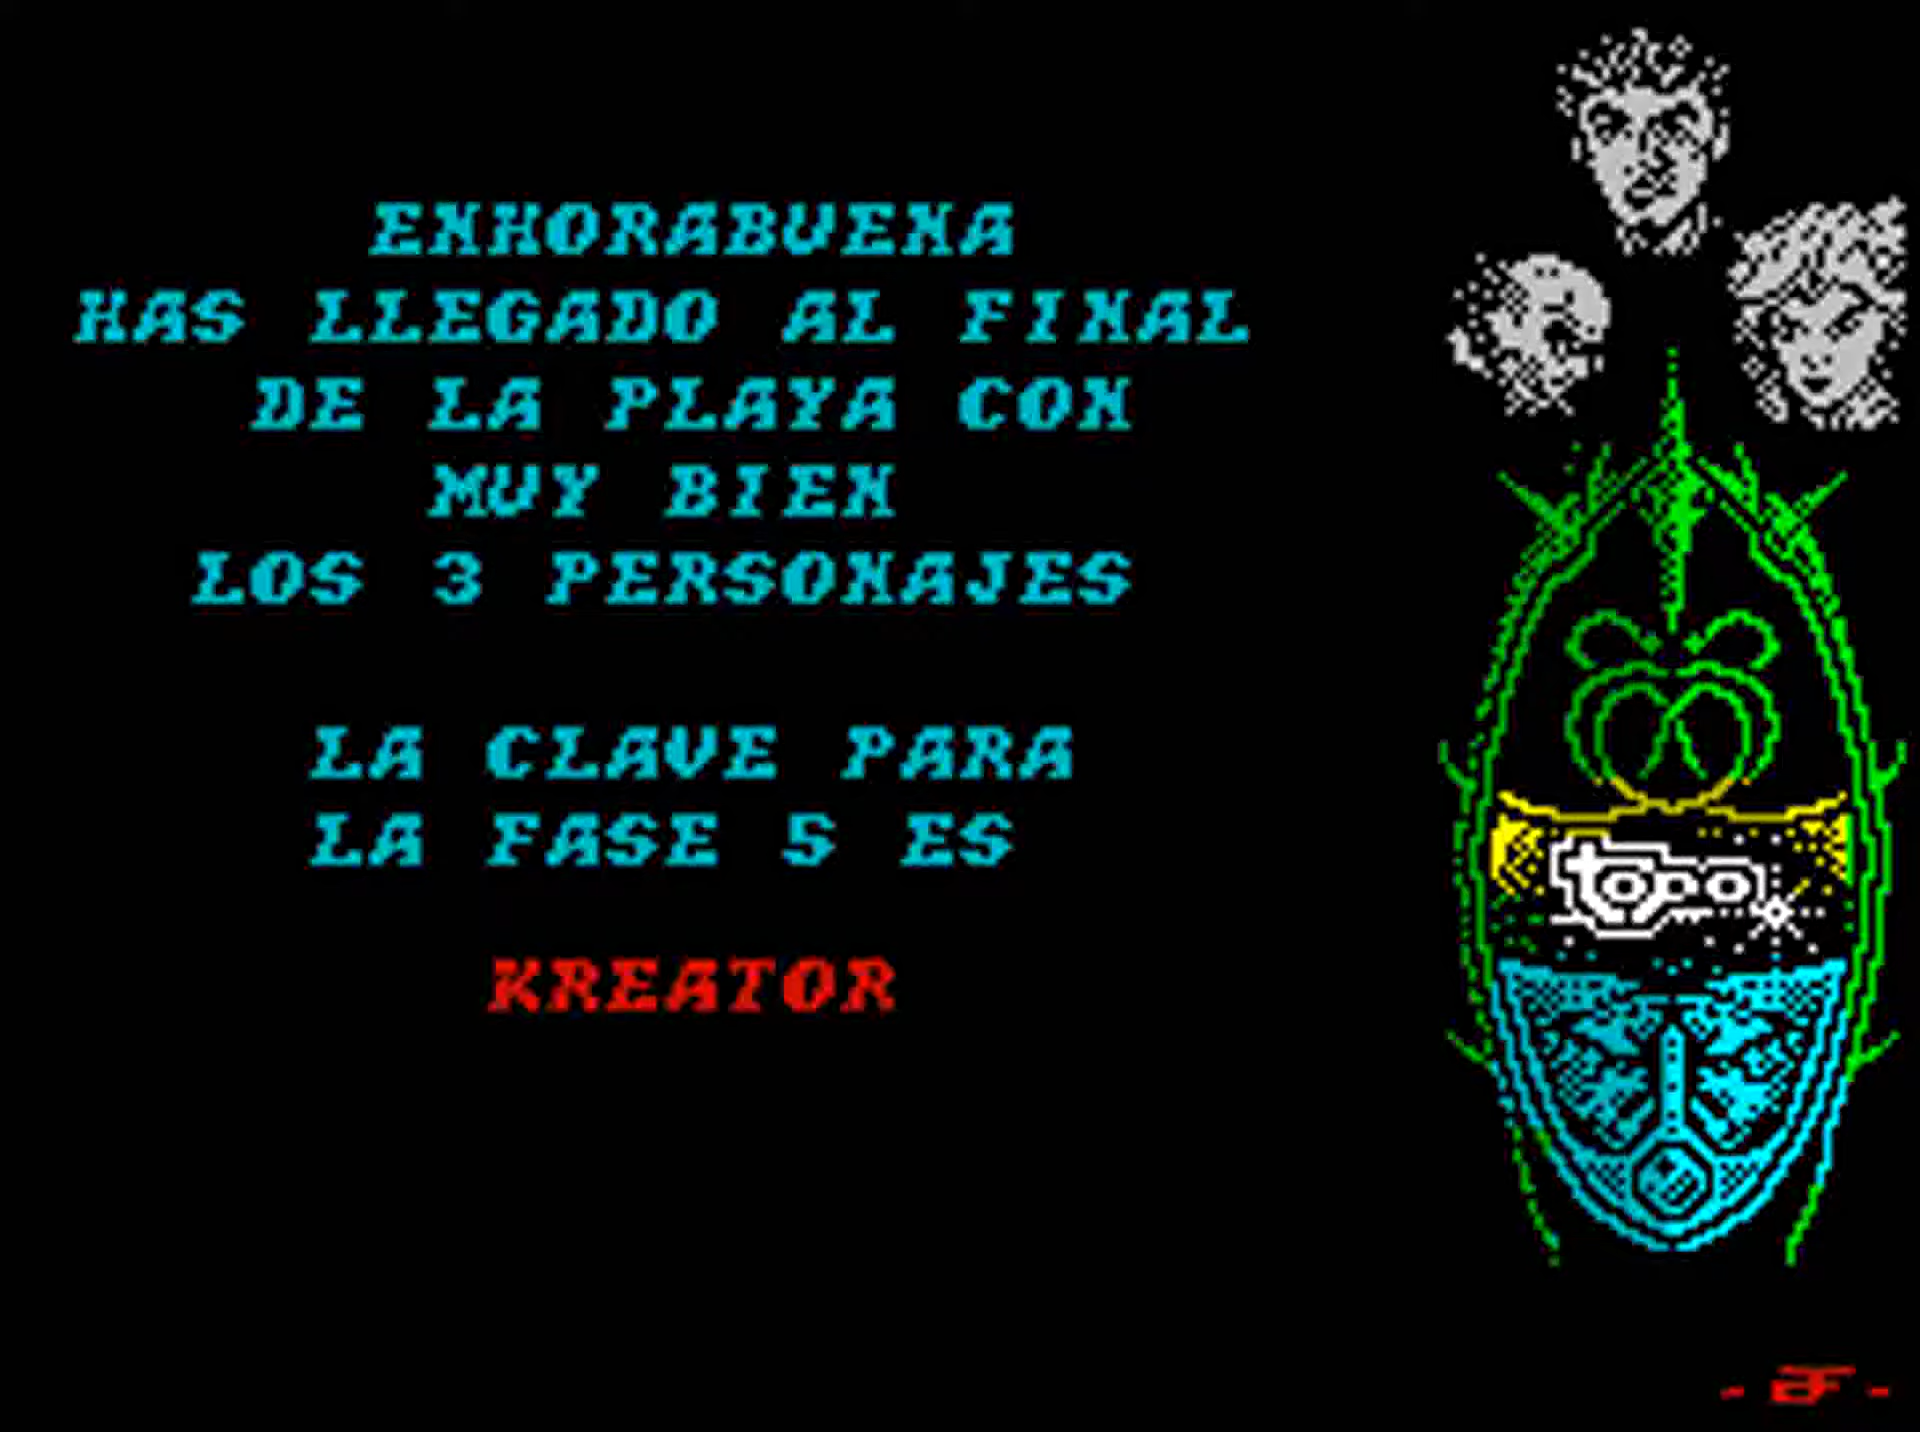 ENHORABUENA
HAS LLEGADO AL FINAL
DE LA PLAYA CON
MUY BIEN
LOS 3 PERSONAJES
LA CLAVE PARA
LA FASE 5 ES
KREATOR
topo